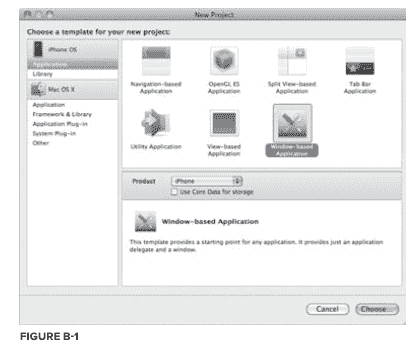 New Project
Choose a template for your new project:
iPhone OS
Application
Library
Mac OS X
Application
Framework & Library
Application Plug-in
System Plug-in
Other
Navigation-based
Application
OpenGL ES
Application
Split View-based
Application
Tab Bar
Application
Utility Application
View-based
Application
Window-based
Application
Product
iPhone
Use Core Data for storage
Window-based Application
This template provides a starting point for any application. It provides just an application
delegate and a window.
Cancel
Choose...
FIGURE B-1